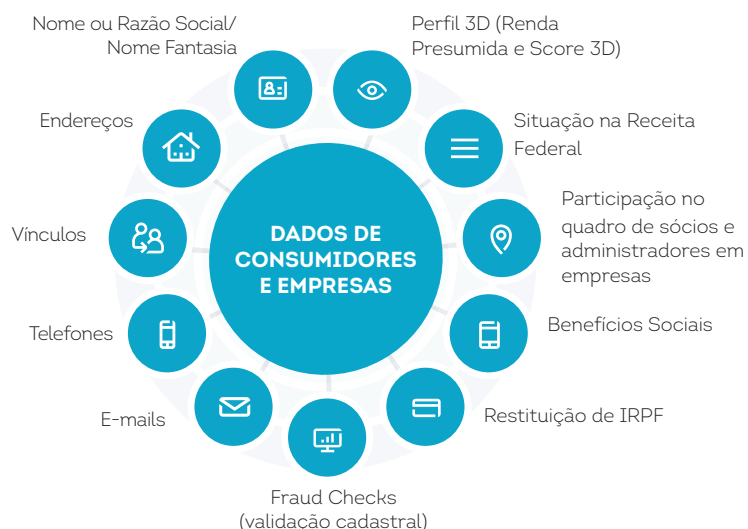 Nome ou Razão Social/
Nome Fantasia
Perfil 3D (Renda
Presumida e Score 3D)
Endereços
Situação na Receita
Federal
Vínculos
DADOS DE
CONSUMIDORES
E EMPRESAS
Participação no
quadro de sócios e
administradores em
empresas
Telefones
Benefícios Sociais
E-mails
Restituição de IRPF
Fraud Checks
(validação cadastral)